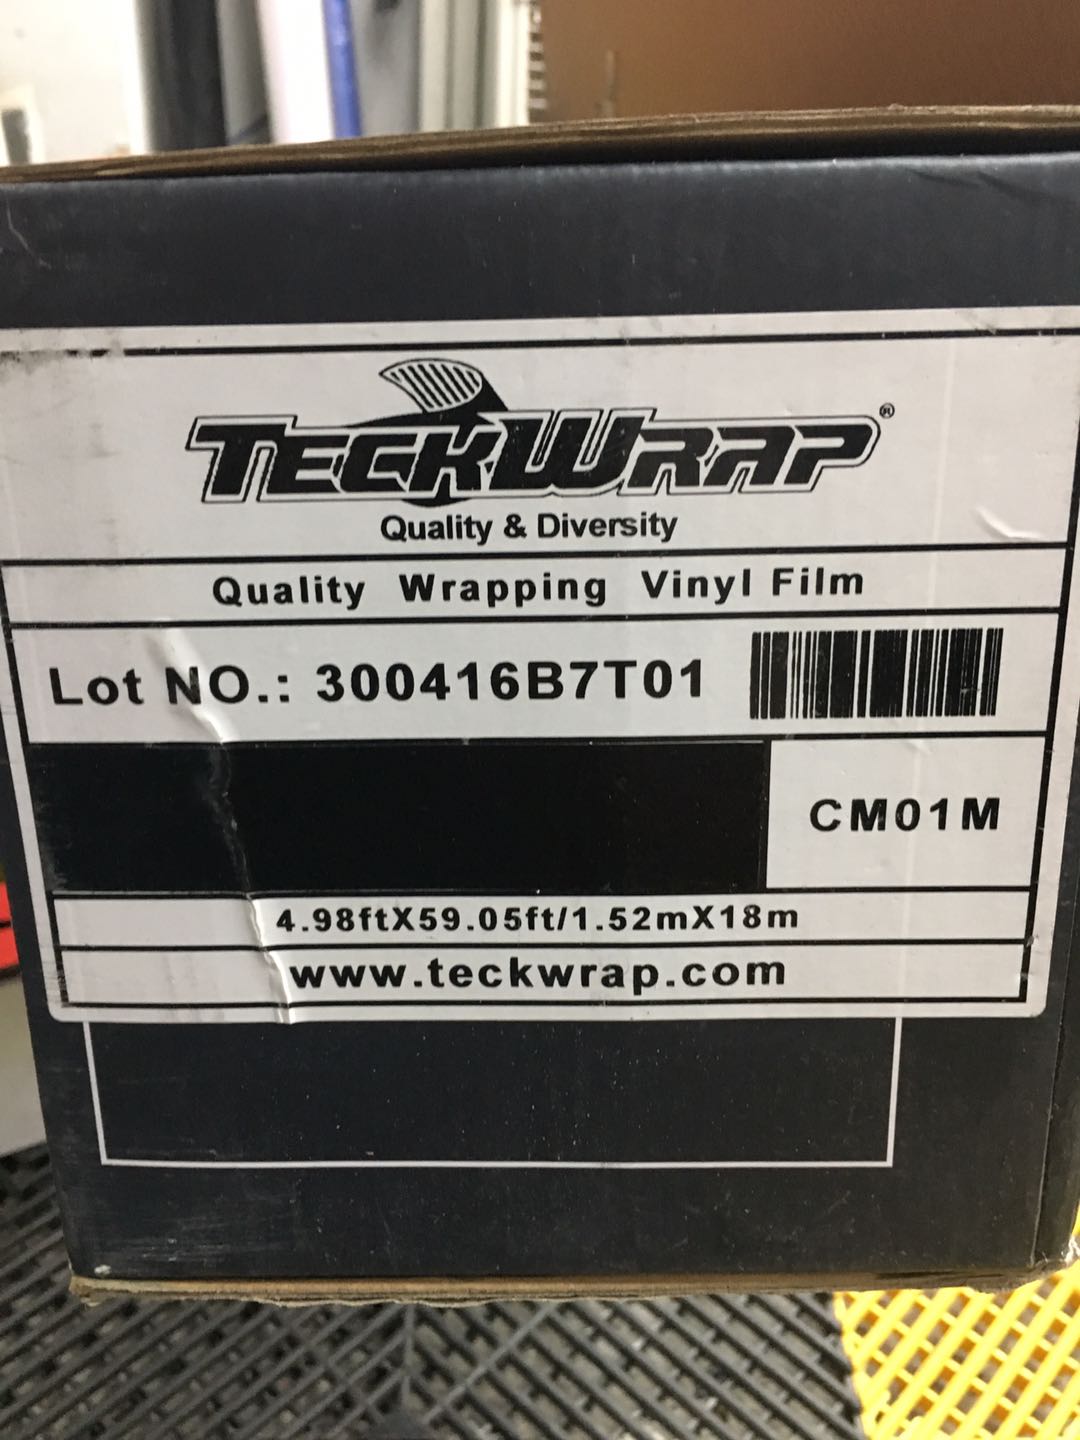 TECKWRAP®
Quality & Diversity
Quality Wrapping Vinyl Film
Lot NO.: 300416B7T01
CM01M
4.98ftX59.05ft/1.52mX18m
www.teckwrap.com